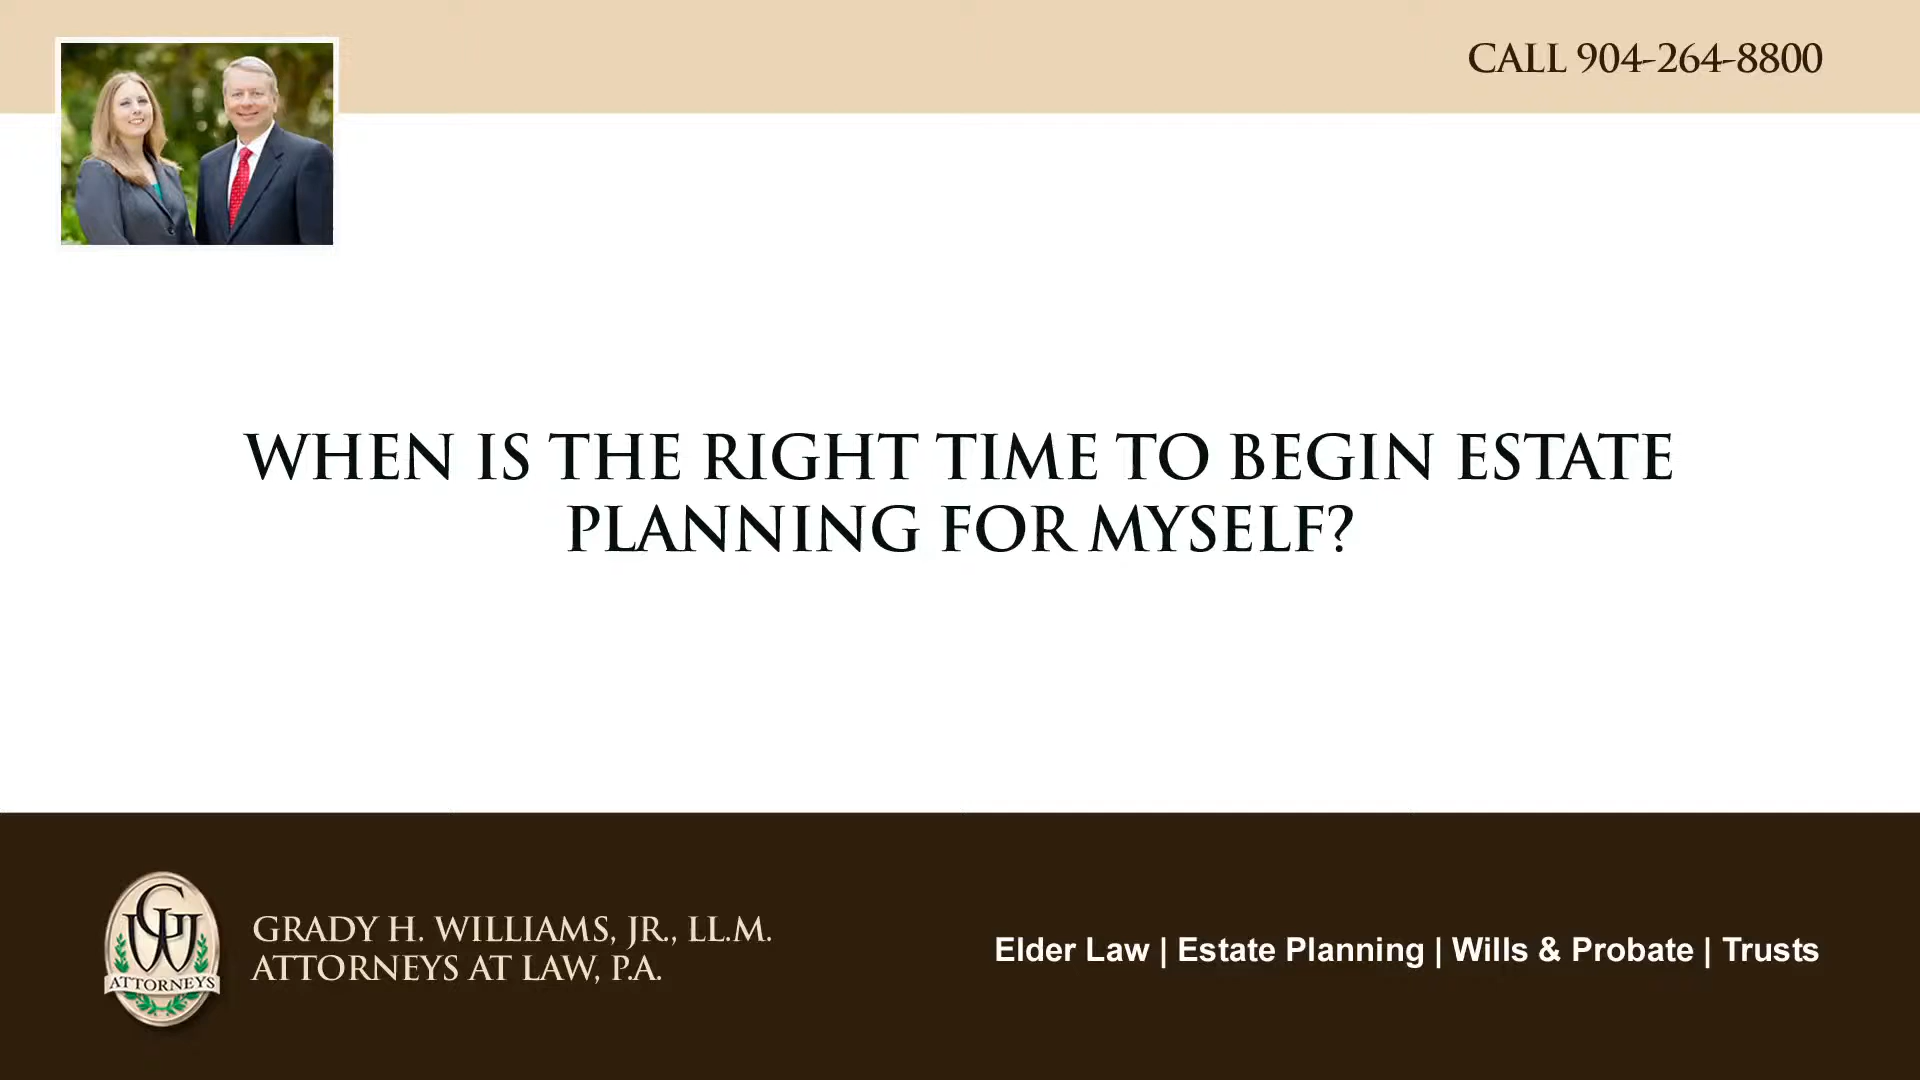 CALL 904-264-8800
WHEN IS THE RIGHT TIME TO BEGIN ESTATE
PLANNING FOR MYSELF?
GW
ATTORNEYS
GRADY H. WILLIAMS, JR., LL.M.
ATTORNEYS AT LAW, P.A.
Elder Law | Estate Planning | Wills & Probate | Trusts